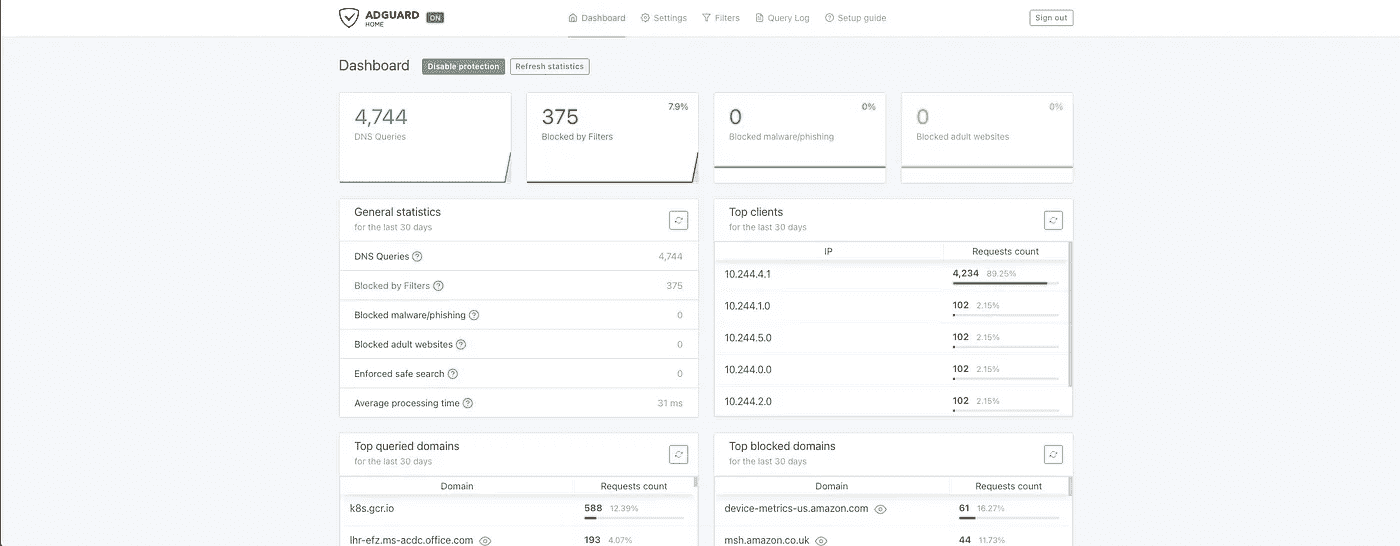 ADGUARD ON
HOME
Dashboard Settings Filters Query Log Setup guide Sign out
Dashboard Disable protection Refresh statistics
4,744
DNS Queries
375 7.9%
Blocked by Filters
0 0%
Blocked malware/phishing
0 0%
Blocked adult websites
General statistics
for the last 30 days
DNS Queries 4,744
Blocked by Filters 375
Blocked malware/phishing 0
Blocked adult websites 0
Enforced safe search 0
Average processing time 31 ms
Top clients
for the last 30 days
IP Requests count
10.244.4.1 4,234 89.25%
10.244.1.0 102 2.15%
10.244.5.0 102 2.15%
10.244.0.0 102 2.15%
10.244.2.0 102 2.15%
Top queried domains
for the last 30 days
Domain Requests count
k8s.gcr.io 588 12.39%
lhr-efz.ms-acdc.office.com 193 4.07%
Top blocked domains
for the last 30 days
Domain Requests count
device-metrics-us.amazon.com 61 16.27%
msh.amazon.co.uk 44 11.73%